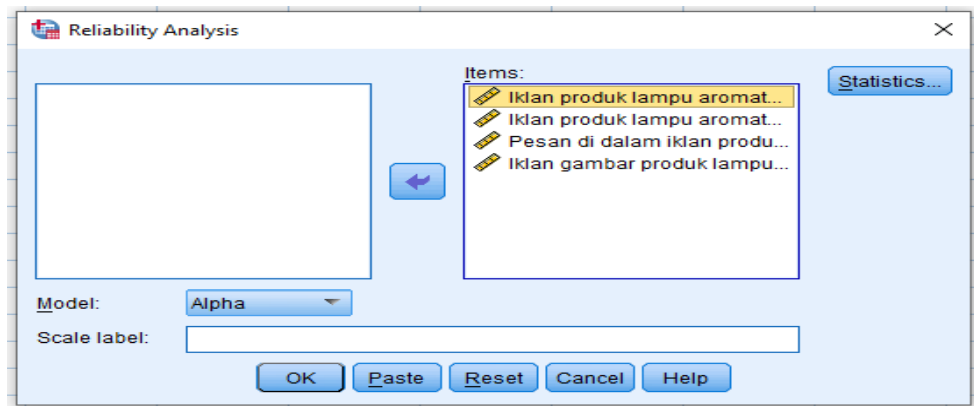 Reliability Analysis
Items:
Statistics...
Iklan produk lampu aromat...
Iklan produk lampu aromat...
Pesan di dalam iklan produ...
Iklan gambar produk lampu...
Model:
Alpha
Scale label:
OK Paste Reset Cancel Help